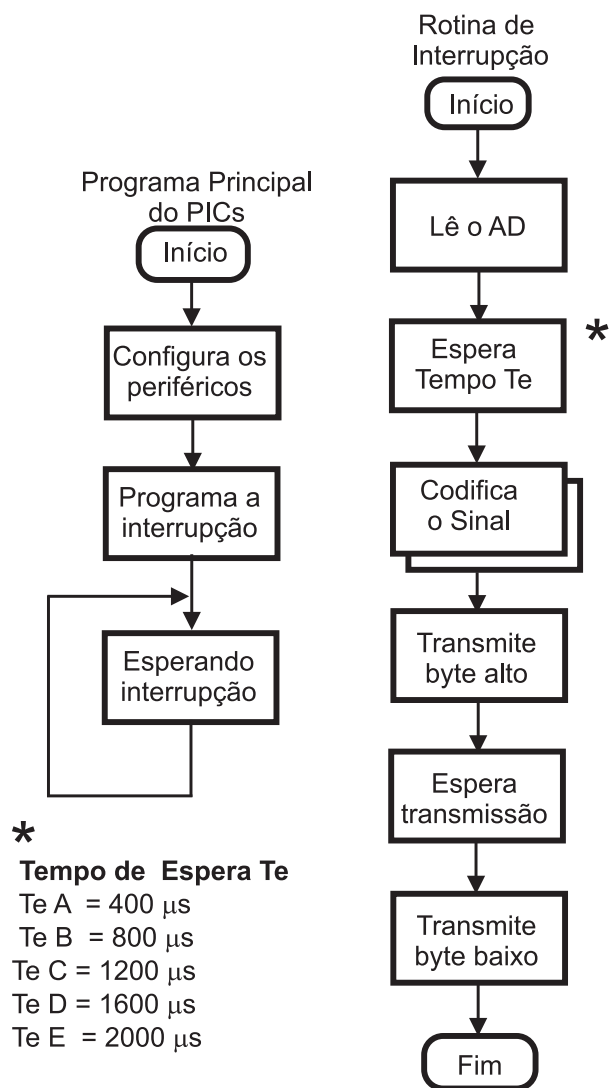 Programa Principal
do PICs
Início
Configura os
periféricos
Programa a
interrupção
Esperando
interrupção
*
Tempo de Espera Te
Te A = 400 μs
Te B = 800 μs
Te C = 1200 μs
Te D = 1600 μs
Te E = 2000 μs
Rotina de
Interrupção
Início
Lê o AD
Espera
Tempo Te
*
Codifica
o Sinal
Transmite
byte alto
Espera
transmissão
Transmite
byte baixo
Fim